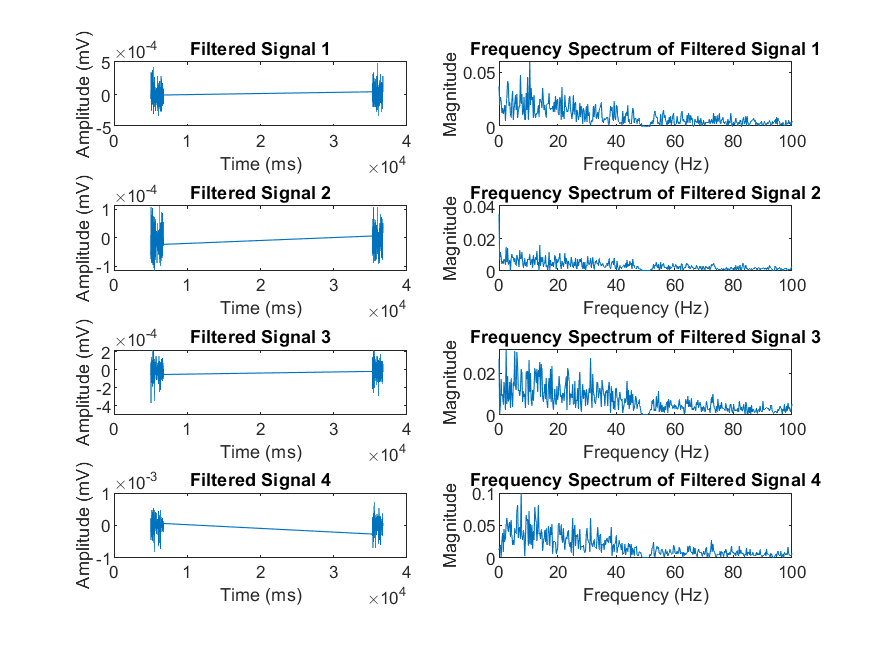 ×10⁻⁴ Filtered Signal 1
5
0
-5
Amplitude (mV)
0 1 2 3 4
Time (ms)
×10⁴
Frequency Spectrum of Filtered Signal 1
0.05
0
Magnitude
0 20 40 60 80 100
Frequency (Hz)
×10⁻⁴ Filtered Signal 2
1
0
-1
Amplitude (mV)
0 1 2 3 4
Time (ms)
×10⁴
Frequency Spectrum of Filtered Signal 2
0.04
0.02
0
Magnitude
0 20 40 60 80 100
Frequency (Hz)
×10⁻⁴ Filtered Signal 3
2
0
-2
-4
Amplitude (mV)
0 1 2 3 4
Time (ms)
×10⁴
Frequency Spectrum of Filtered Signal 3
0.02
0
Magnitude
0 20 40 60 80 100
Frequency (Hz)
×10⁻³ Filtered Signal 4
1
0
-1
Amplitude (mV)
0 1 2 3 4
Time (ms)
×10⁴
Frequency Spectrum of Filtered Signal 4
0.1
0.05
0
Magnitude
0 20 40 60 80 100
Frequency (Hz)